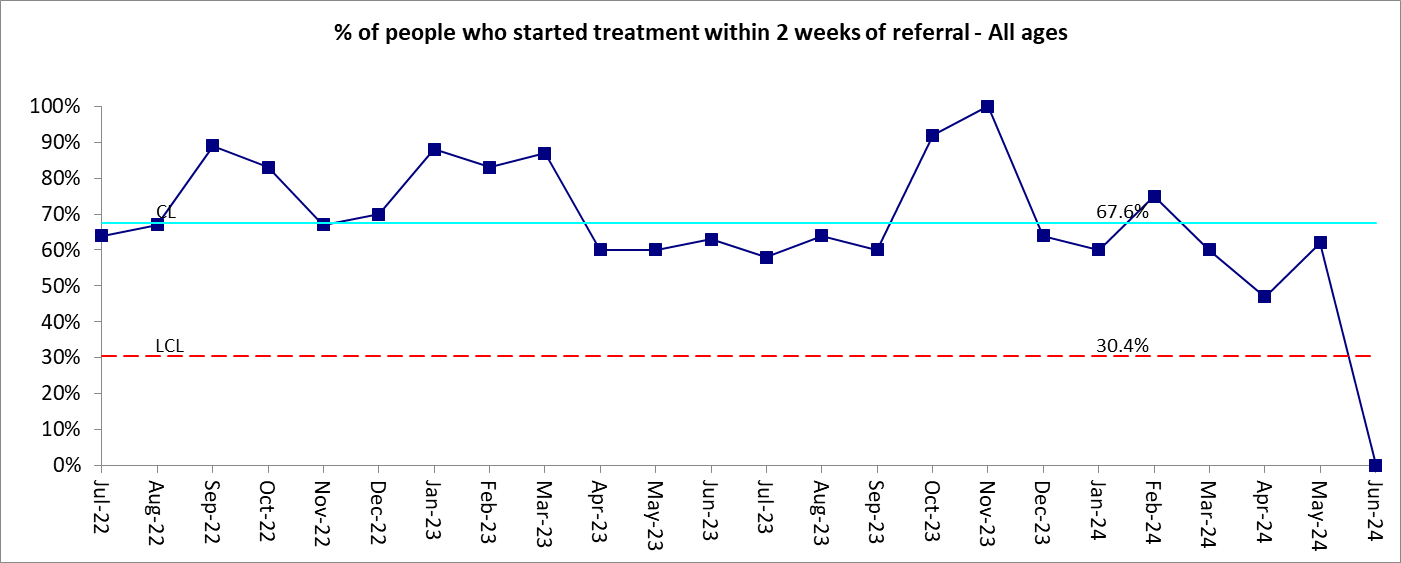 % of people who started treatment within 2 weeks of referral - All ages
100%
90%
80%
70%
60%
50%
40%
30%
20%
10%
0%
CL
67.6%
LCL
30.4%
Jul-22
Aug-22
Sep-22
Oct-22
Nov-22
Dec-22
Jan-23
Feb-23
Mar-23
Apr-23
May-23
Jun-23
Jul-23
Aug-23
Sep-23
Oct-23
Nov-23
Dec-23
Jan-24
Feb-24
Mar-24
Apr-24
May-24
Jun-24